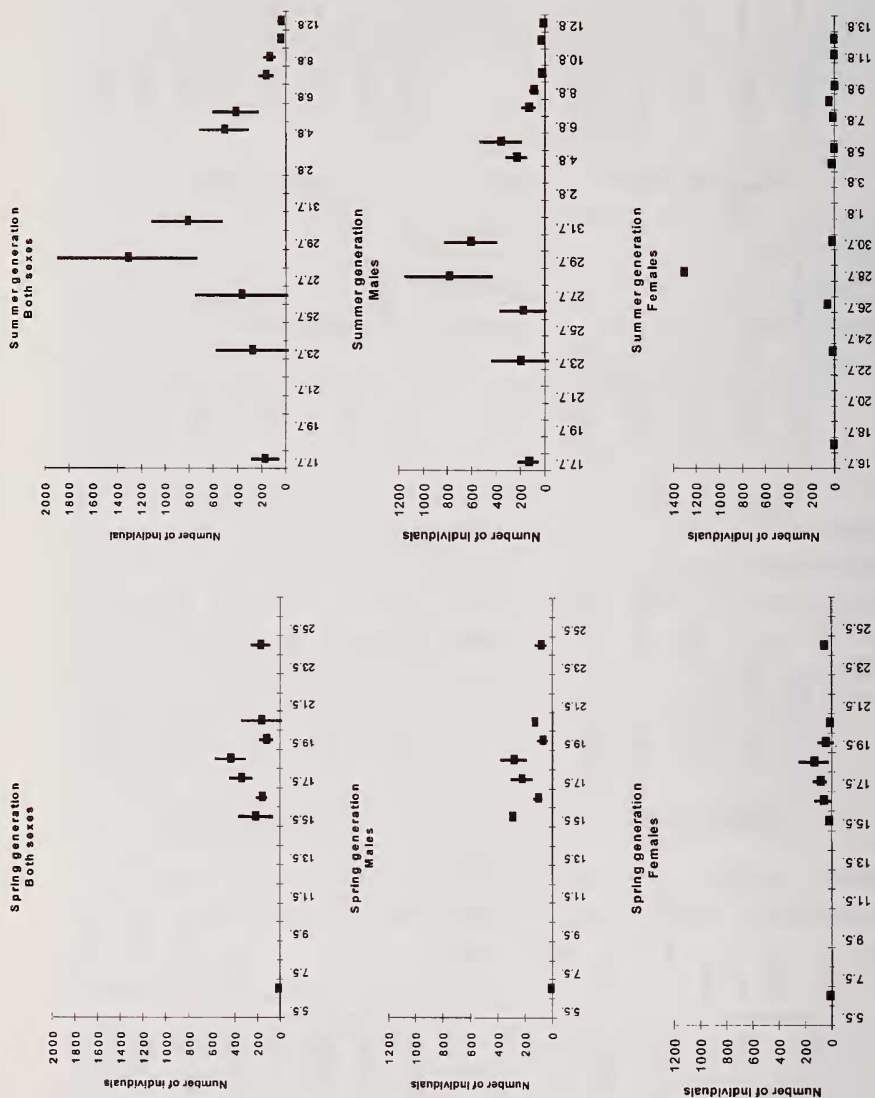 Spring generation
Both sexes
Number of individuals
2000
1800
1600
1400
1200
1000
800
600
400
200
0
5.5. 7.5. 9.5. 11.5. 13.5. 15.5. 17.5. 19.5. 21.5. 23.5. 25.5.
Summer generation
Both sexes
Number of Individual
2000
1800
1600
1400
1200
1000
800
600
400
200
0
17.7. 19.7. 21.7. 23.7. 25.7. 27.7. 29.7. 31.7. 2.8. 4.8. 6.8. 8.8. 12.8.
Spring generation
Males
Number of individuals
1200
1000
800
600
400
200
0
5.5. 7.5. 9.5. 11.5. 13.5. 15.5. 17.5. 19.5. 21.5. 23.5. 25.5.
Summer generation
Males
Number of Individuals
1200
1000
800
600
400
200
0
17.7. 19.7. 21.7. 23.7. 25.7. 27.7. 29.7. 31.7. 2.8. 4.8. 6.8. 8.8. 10.8. 12.8.
Spring generation
Females
Number of individuals
1200
1000
800
600
400
200
0
5.5. 7.5. 9.5. 11.5. 13.5. 15.5. 17.5. 19.5. 21.5. 23.5. 25.5.
Summer generation
Females
Number of Individuals
1400
1200
1000
800
600
400
200
0
16.7. 18.7. 20.7. 22.7. 24.7. 26.7. 28.7. 30.7. 1.8. 3.8. 5.8. 7.8. 9.8. 11.8. 13.8.